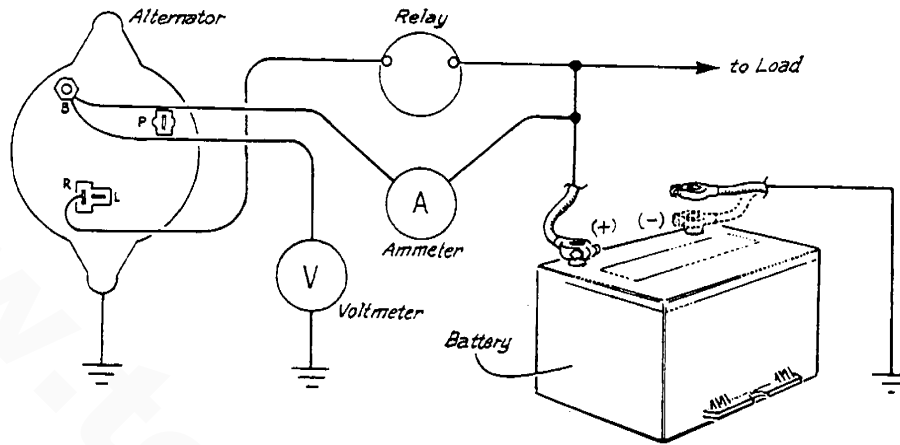 Alternator
Relay
to Load
B
P
R
L
A
Ammeter
(+)
(-)
V
Voltmeter
Battery